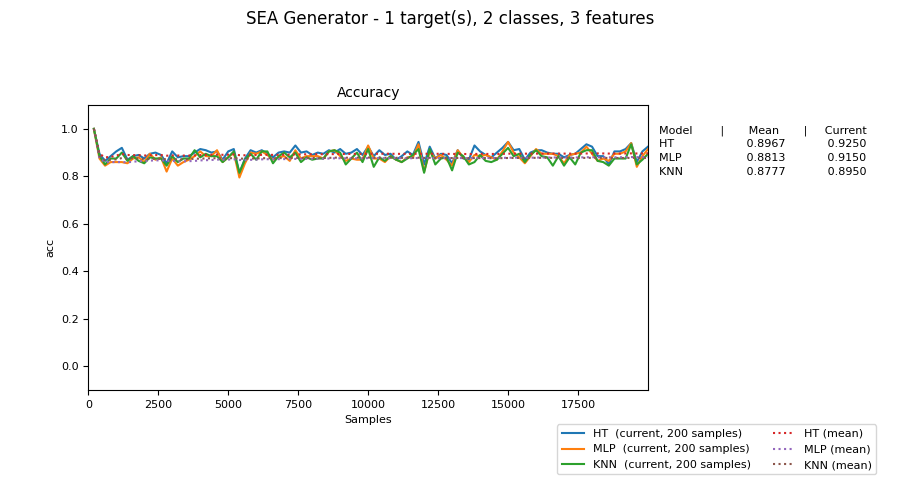 SEA Generator - 1 target(s), 2 classes, 3 features
Accuracy
Model | Mean | Current
HT 0.8967 0.9250
MLP 0.8813 0.9150
KNN 0.8777 0.8950
1.0
0.8
0.6
0.4
0.2
0.0
acc
0 2500 5000 7500 10000 12500 15000 17500
Samples
HT (current, 200 samples) HT (mean)
MLP (current, 200 samples) MLP (mean)
KNN (current, 200 samples) KNN (mean)